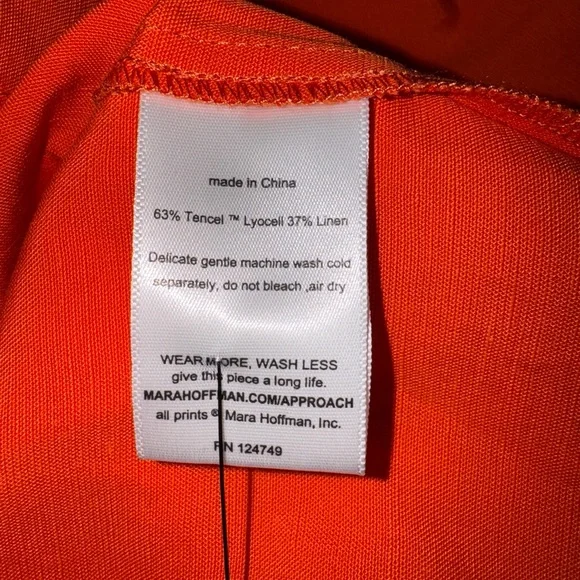 made in China
63% Tencel ™ Lyocell 37% Linen
Delicate gentle machine wash cold
separately, do not bleach ,air dry
WEAR MORE, WASH LESS
give this piece a long life.
MARAHOFFMAN.COM/APPROACH
all prints ® Mara Hoffman, Inc.
RN 124749